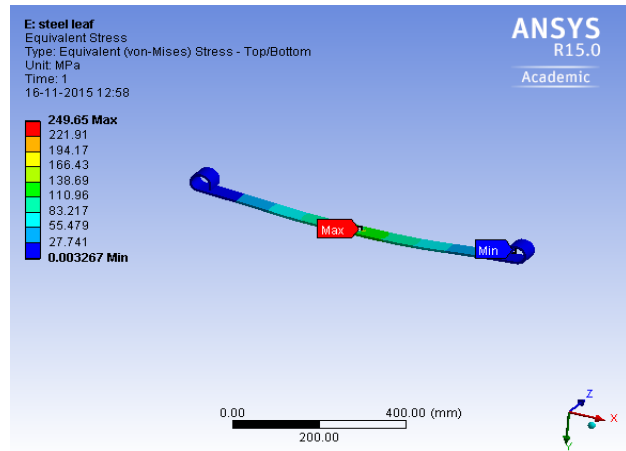 E: steel leaf
Equivalent Stress
Type: Equivalent (von-Mises) Stress - Top/Bottom
Unit: MPa
Time: 1
16-11-2015 12:58
ANSYS
R15.0
Academic
249.65 Max
221.91
194.17
166.43
138.69
110.96
83.217
55.479
27.741
0.003267 Min
Max
Min
0.00 400.00 (mm)
200.00
Z
X
Y